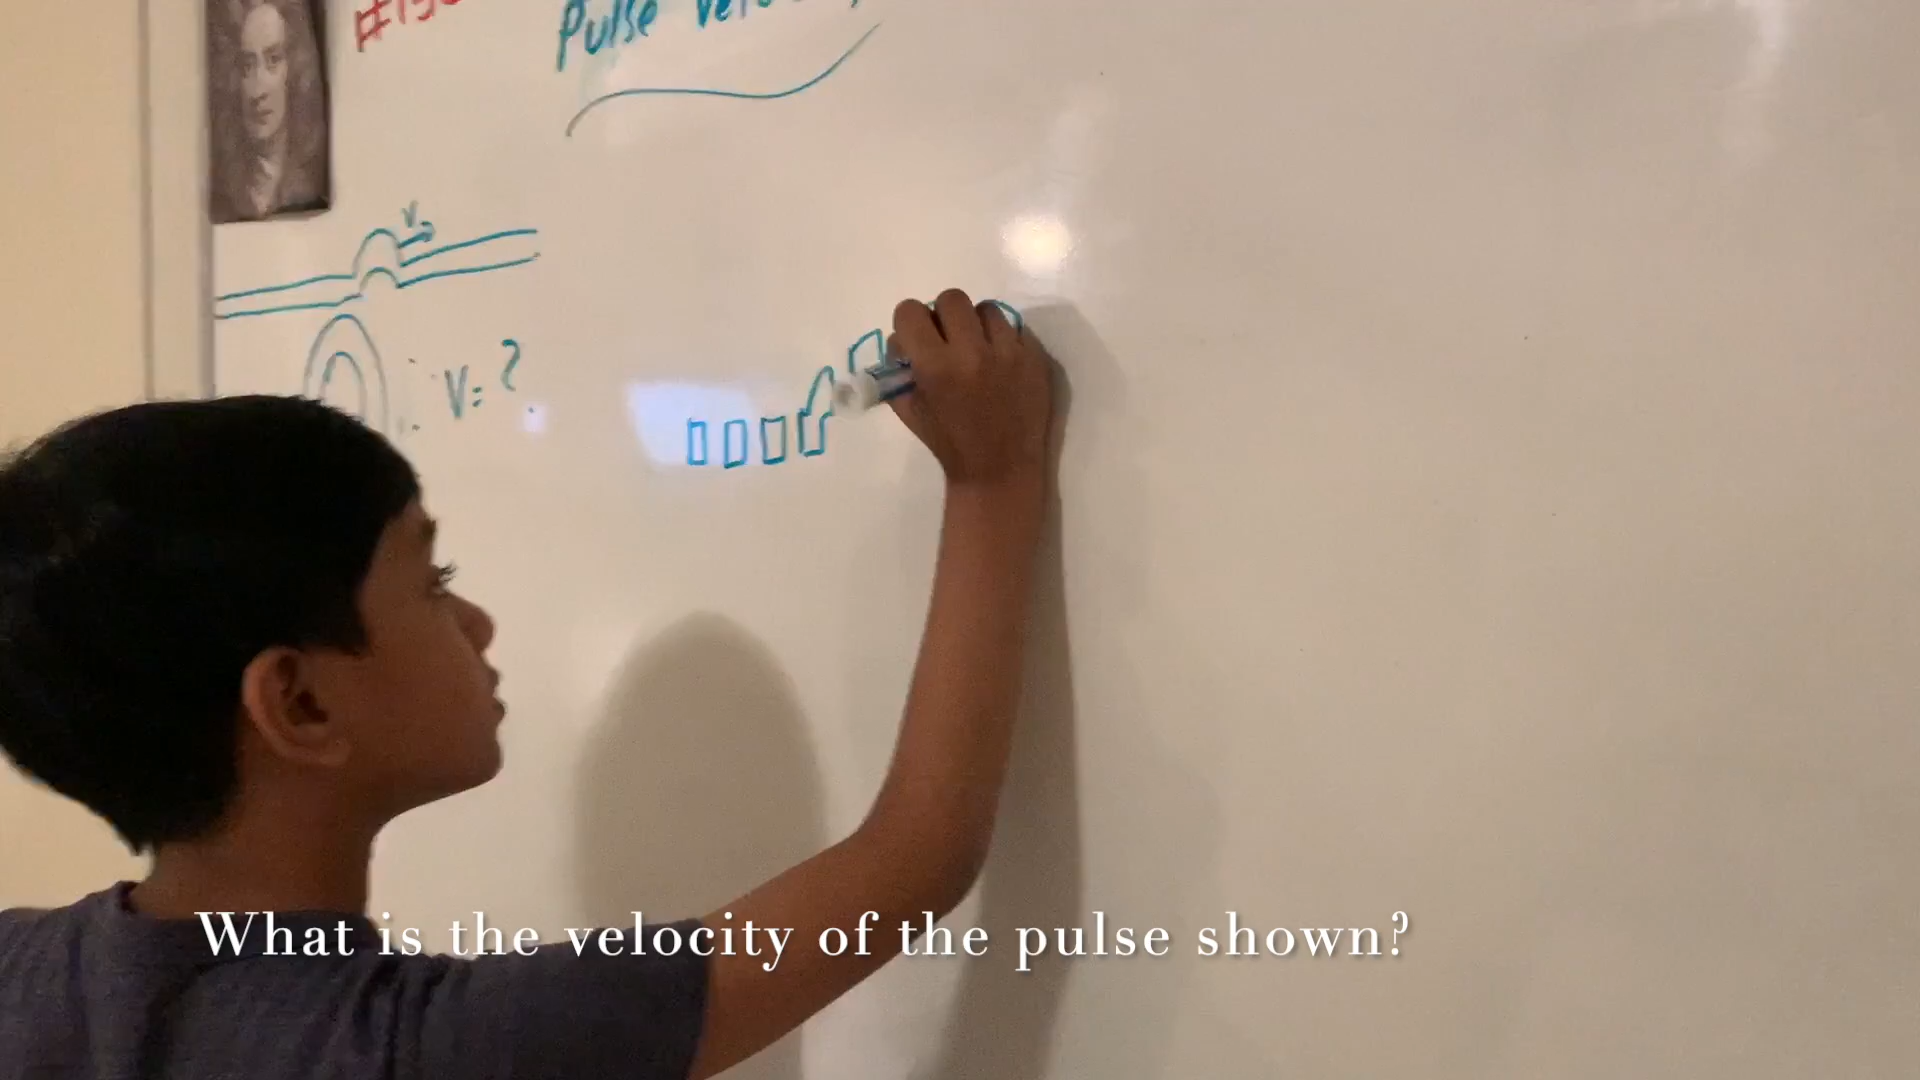 Pulse
V
V = ?
What is the velocity of the pulse shown?